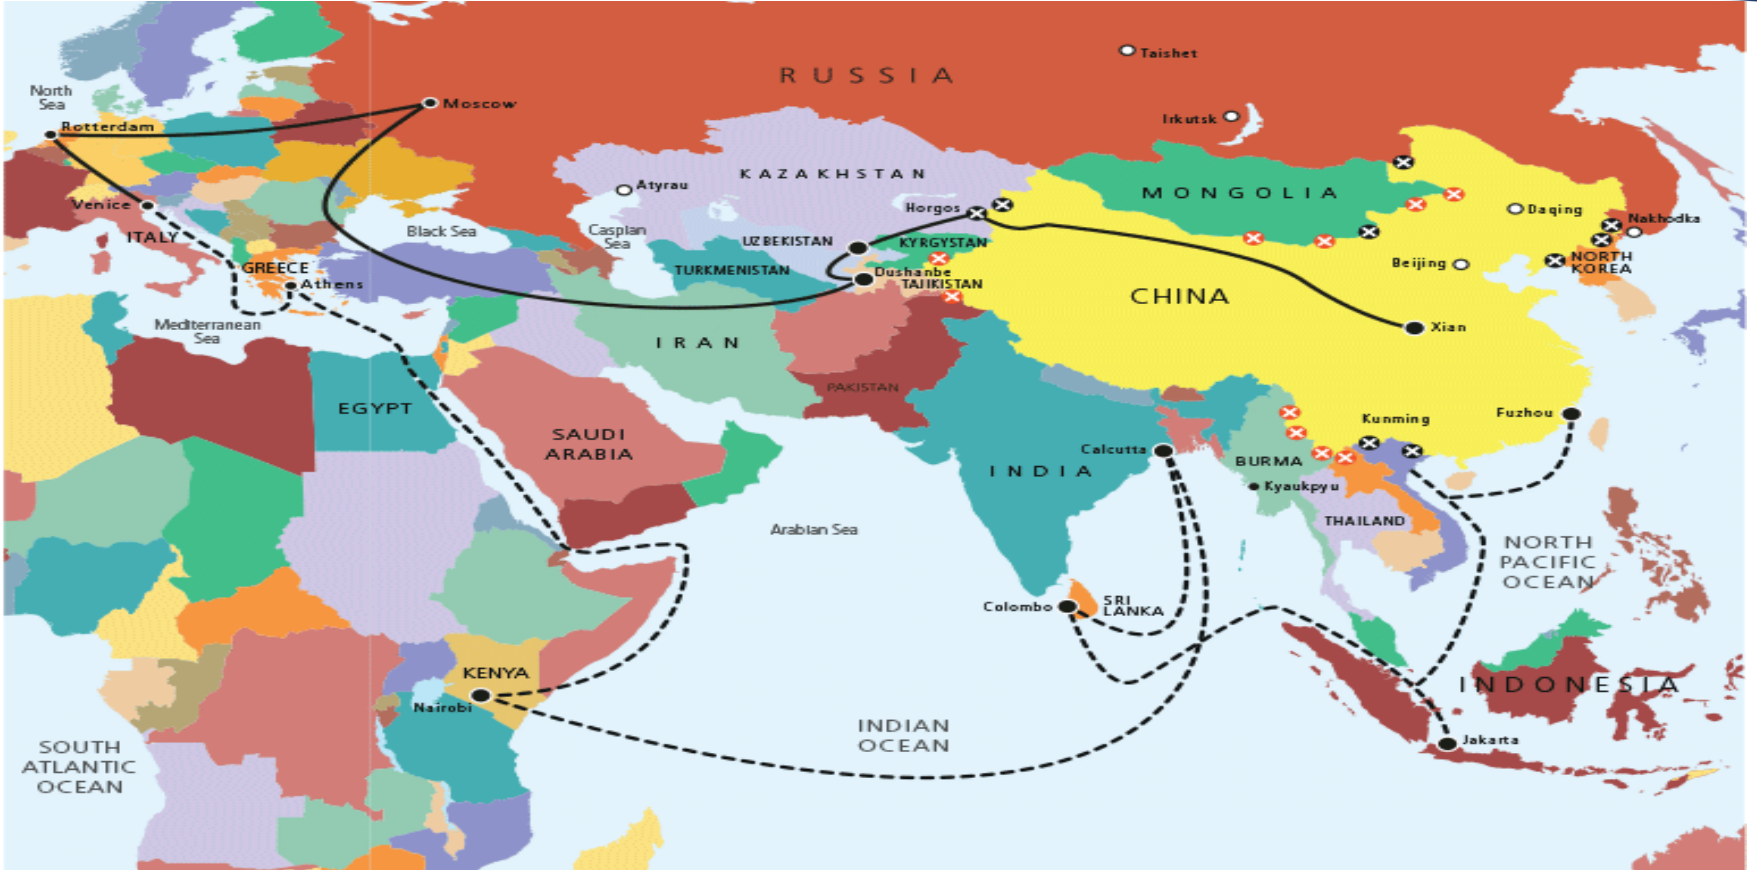 Taishet
RUSSIA
North
Sea
Moscow
Irkutsk
Rotterdam
KAZAKHSTAN
Atyrau
MONGOLIA
Venice
Horgos
Daqing
Nakhodka
ITALY
Black Sea
Caspian
Sea
UZBEKISTAN
KYRGYSTAN
GREECE
Athens
TURKMENISTAN
Dushanbe
TAJIKISTAN
Beijing
NORTH
KOREA
CHINA
Mediterranean
Sea
Xian
IRAN
PAKISTAN
EGYPT
SAUDI
ARABIA
Kunming
Fuzhou
Calcutta
INDIA
BURMA
Kyaukpyu
THAILAND
Arabian Sea
NORTH
PACIFIC
OCEAN
Colombo
SRI
LANKA
KENYA
Nairobi
INDONESIA
Jakarta
INDIAN
OCEAN
SOUTH
ATLANTIC
OCEAN